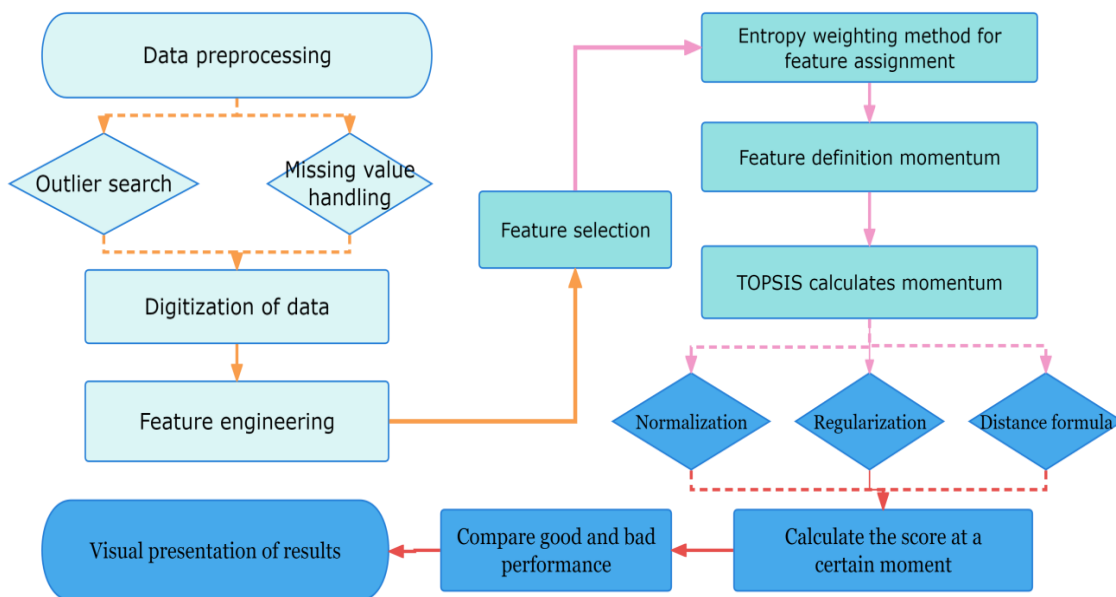 Data preprocessing
Outlier search
Missing value
handling
Digitization of data
Feature engineering
Feature selection
Entropy weighting method for
feature assignment
Feature definition momentum
TOPSIS calculates momentum
Normalization
Regularization
Distance formula
Calculate the score at a
certain moment
Compare good and bad
performance
Visual presentation of results